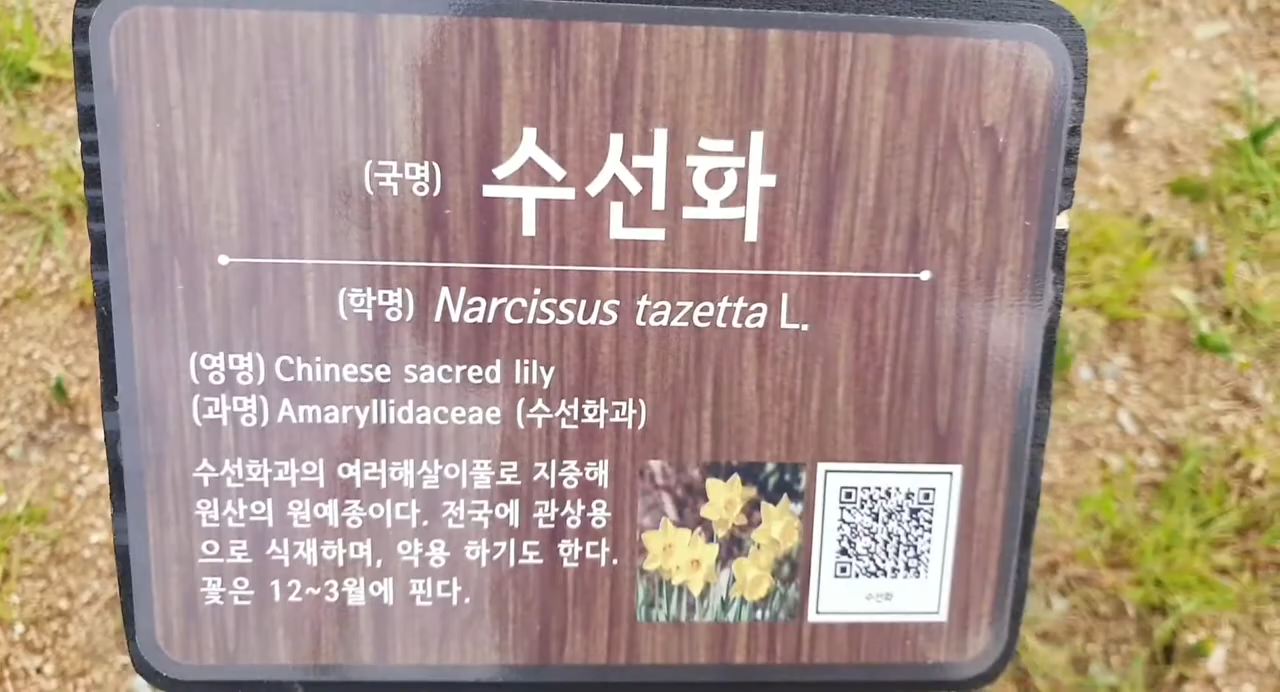 (국명) 수선화
(학명) Narcissus tazetta L.
(영명) Chinese sacred lily
(과명) Amaryllidaceae (수선화과)
수선화과의 여러해살이풀로 지중해
원산의 원예종이다. 전국에 관상용
으로 식재하며, 약용 하기도 한다.
꽃은 12~3월에 핀다.
수선화